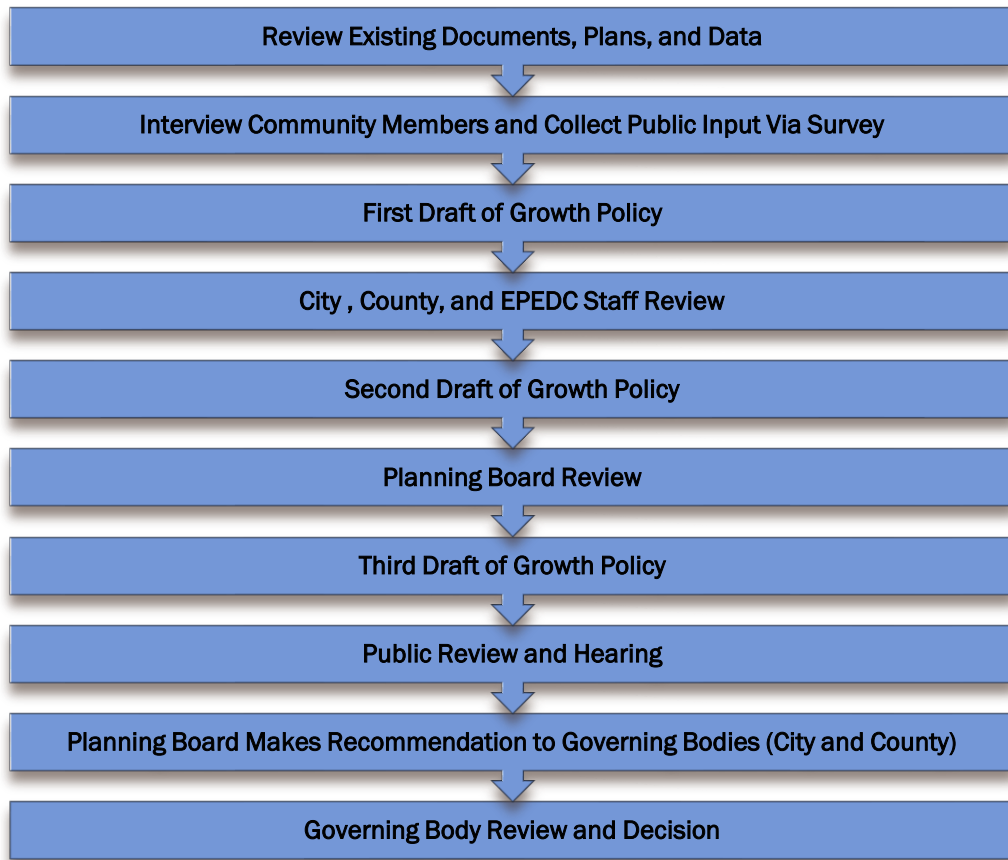 Review Existing Documents, Plans, and Data
Interview Community Members and Collect Public Input Via Survey
First Draft of Growth Policy
City , County, and EPEDC Staff Review
Second Draft of Growth Policy
Planning Board Review
Third Draft of Growth Policy
Public Review and Hearing
Planning Board Makes Recommendation to Governing Bodies (City and County)
Governing Body Review and Decision